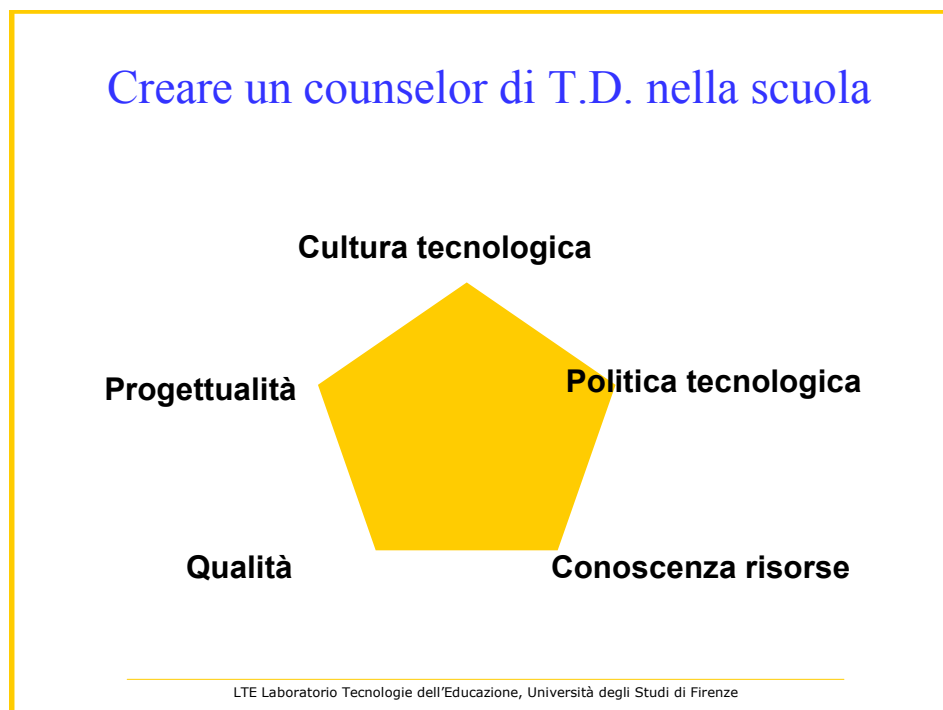 Creare un counselor di T.D. nella scuola
Cultura tecnologica
Progettualità
Politica tecnologica
Qualità
Conoscenza risorse
LTE Laboratorio Tecnologie dell’Educazione, Università degli Studi di Firenze